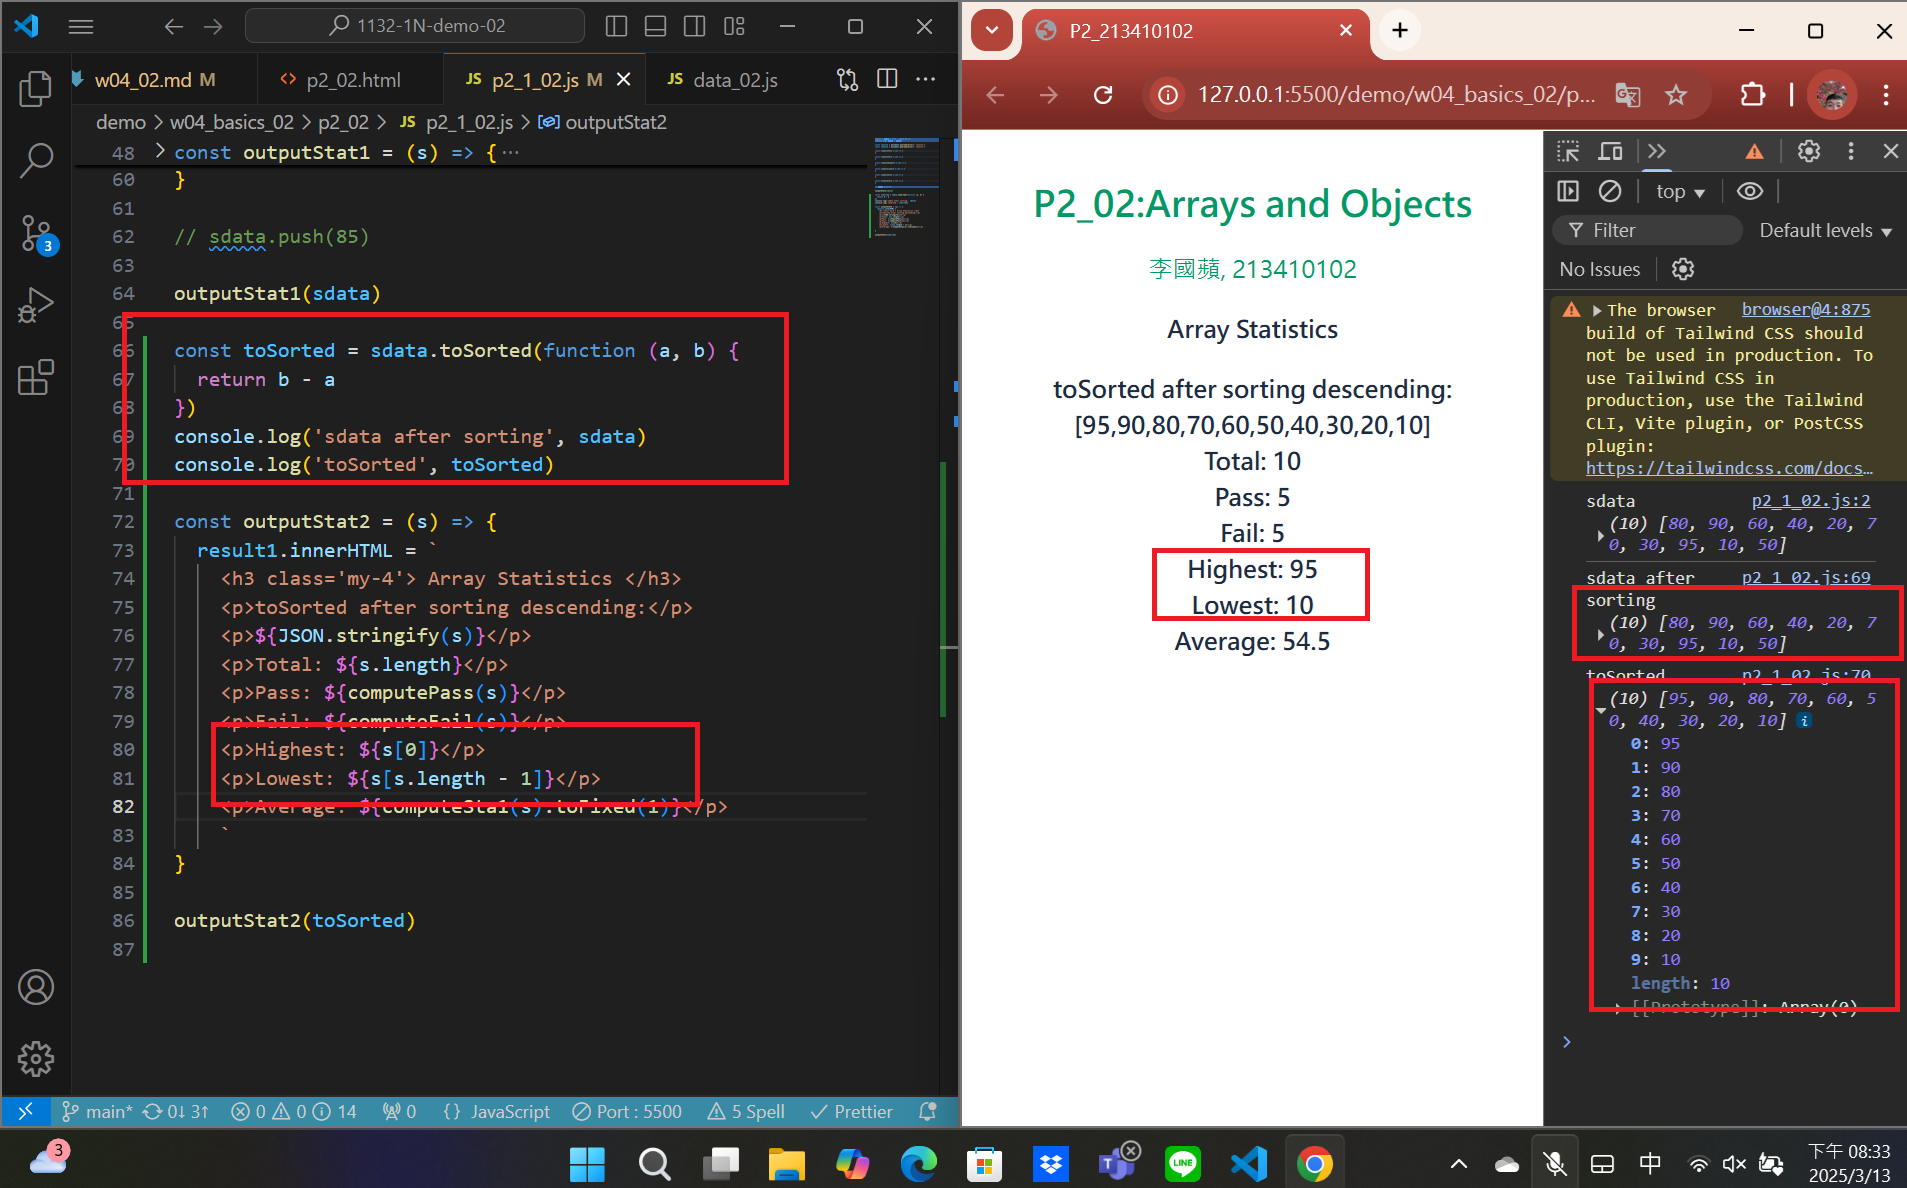 1132-1N-demo-02
w04_02.md M
p2_02.html
JS p2_1_02.js M
JS data_02.js
demo > w04_basics_02 > p2_02 > JS p2_1_02.js > outputStat2
48 const outputStat1 = (s) => { ...
60 }
61
62 // sdata.push(85)
63
64 outputStat1(sdata)
65
66 const toSorted = sdata.toSorted(function (a, b) {
67 return b - a
68 })
69 console.log('sdata after sorting', sdata)
70 console.log('toSorted', toSorted)
71
72 const outputStat2 = (s) => {
73 result1.innerHTML = `
74 <h3 class='my-4'> Array Statistics </h3>
75 <p>toSorted after sorting descending:</p>
76 <p>${JSON.stringify(s)}</p>
77 <p>Total: ${s.length}</p>
78 <p>Pass: ${computePass(s)}</p>
79 <p>Fail: ${computeFail(s)}</p>
80 <p>Highest: ${s[0]}</p>
81 <p>Lowest: ${s[s.length - 1]}</p>
82 <p>Average: ${computeSta1(s).toFixed(1)}</p>
83 `
84 }
85
86 outputStat2(toSorted)
87
3
main* 0↓ 3↑ 0 0 14 0 {} JavaScript Port : 5500 5 Spell Prettier
P2_213410102
127.0.0.1:5500/demo/w04_basics_02/p...
P2_02:Arrays and Objects
李國蘋, 213410102
Array Statistics
toSorted after sorting descending:
[95,90,80,70,60,50,40,30,20,10]
Total: 10
Pass: 5
Fail: 5
Highest: 95
Lowest: 10
Average: 54.5
top
Filter
Default levels
No Issues
The browser browser@4:875
build of Tailwind CSS should
not be used in production. To
use Tailwind CSS in
production, use the Tailwind
CLI, Vite plugin, or PostCSS
plugin:
https://tailwindcss.com/docs…
sdata p2_1_02.js:2
(10) [80, 90, 60, 40, 20, 7
0, 30, 95, 10, 50]
sdata after p2_1_02.js:69
sorting
(10) [80, 90, 60, 40, 20, 7
0, 30, 95, 10, 50]
toSorted p2_1_02.js:70
(10) [95, 90, 80, 70, 60, 5
0, 40, 30, 20, 10] i
0: 95
1: 90
2: 80
3: 70
4: 60
5: 50
6: 40
7: 30
8: 20
9: 10
length: 10
[[Prototype]]: Array(0)
3
LINE
中
下午 08:33
2025/3/13